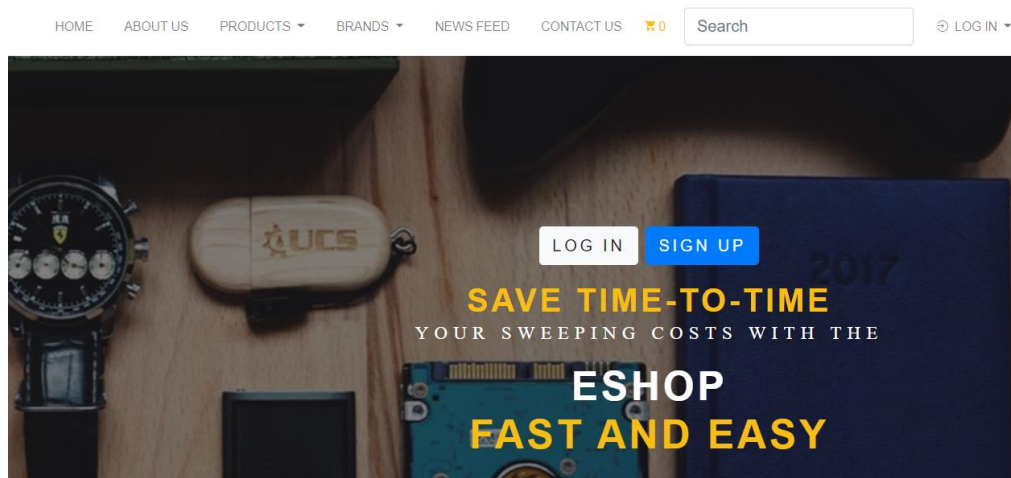 HOME ABOUT US PRODUCTS BRANDS NEWS FEED CONTACT US 0 Search LOG IN
UCS
LOG IN SIGN UP
2017
SAVE TIME-TO-TIME
YOUR SWEEPING COSTS WITH THE
ESHOP
FAST AND EASY